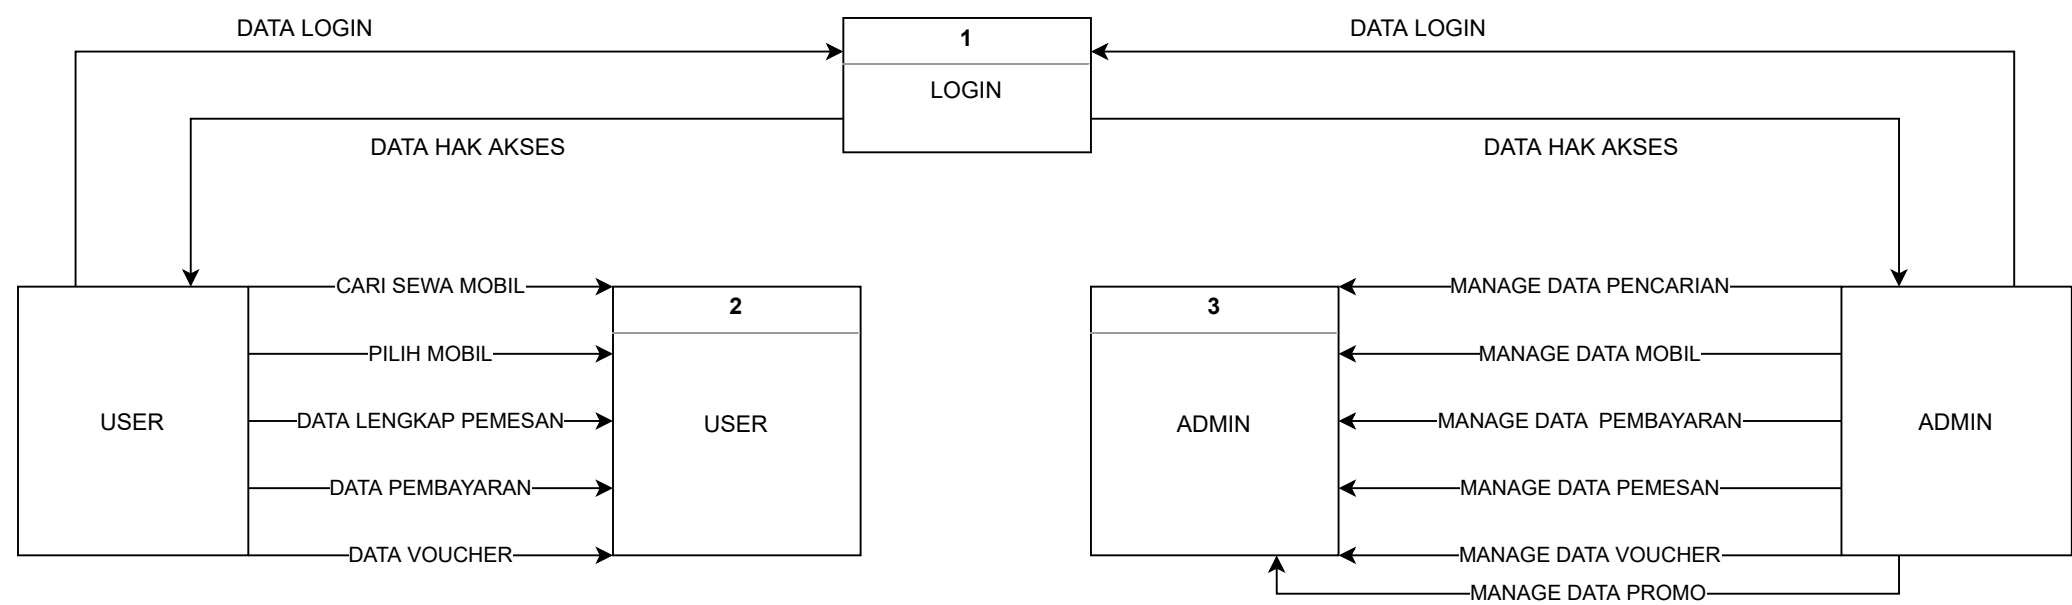 DATA LOGIN
1
DATA LOGIN
LOGIN
DATA HAK AKSES
DATA HAK AKSES
CARI SEWA MOBIL
2
3
MANAGE DATA PENCARIAN
PILIH MOBIL
MANAGE DATA MOBIL
USER
DATA LENGKAP PEMESAN
USER
ADMIN
MANAGE DATA  PEMBAYARAN
ADMIN
DATA PEMBAYARAN
MANAGE DATA PEMESAN
DATA VOUCHER
MANAGE DATA VOUCHER
MANAGE DATA PROMO